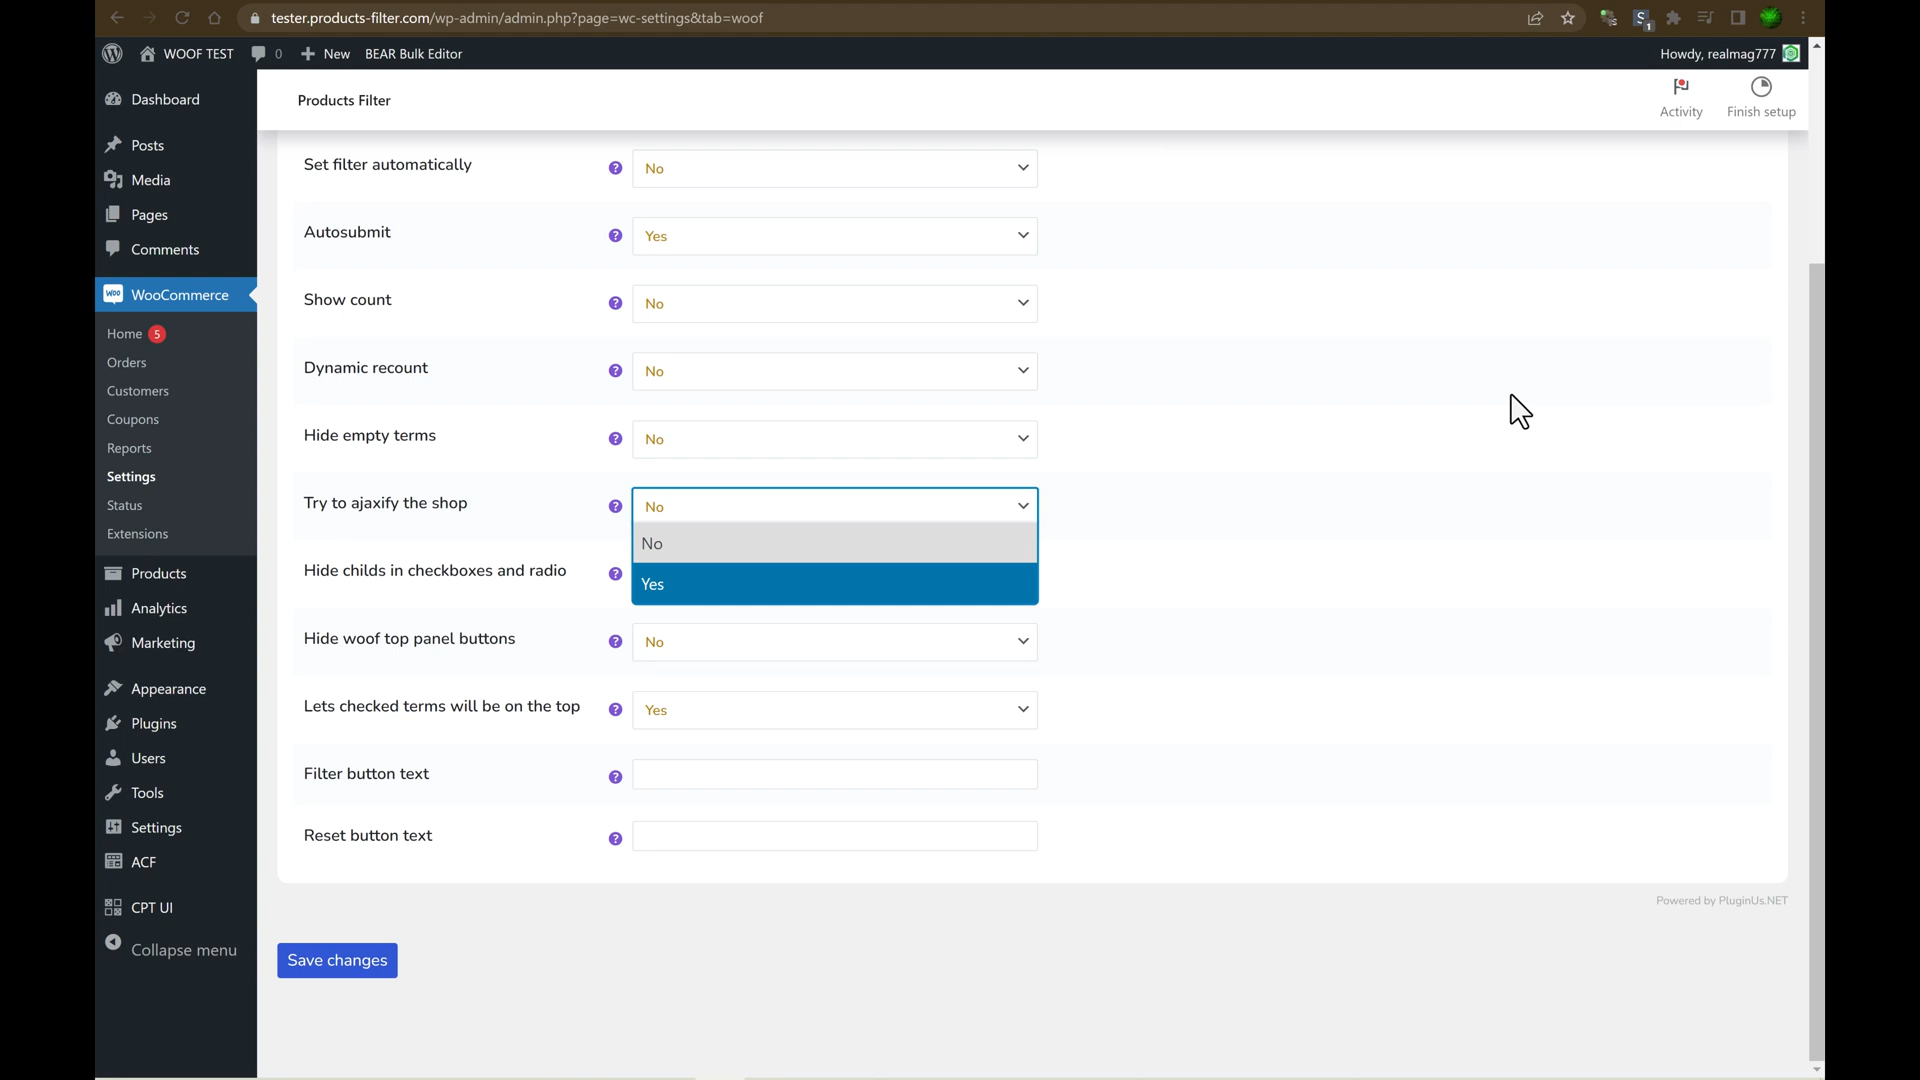 tester.products-filter.com/wp-admin/admin.php?page=wc-settings&tab=woof
S
1
WOOF TEST
0
New
BEAR Bulk Editor
Howdy, realmag777
Dashboard
Products Filter
Activity
Finish setup
Posts
Media
Pages
Comments
WOO
WooCommerce
Home 5
Orders
Customers
Coupons
Reports
Settings
Status
Extensions
Products
Analytics
Marketing
Appearance
Plugins
Users
Tools
Settings
ACF
CPT UI
Collapse menu
Set filter automatically ? No
Autosubmit ? Yes
Show count ? No
Dynamic recount ? No
Hide empty terms ? No
Try to ajaxify the shop ? No
No
Yes
Hide childs in checkboxes and radio ?
Hide woof top panel buttons ? No
Lets checked terms will be on the top ? Yes
Filter button text ?
Reset button text ?
Powered by PluginUs.NET
Save changes